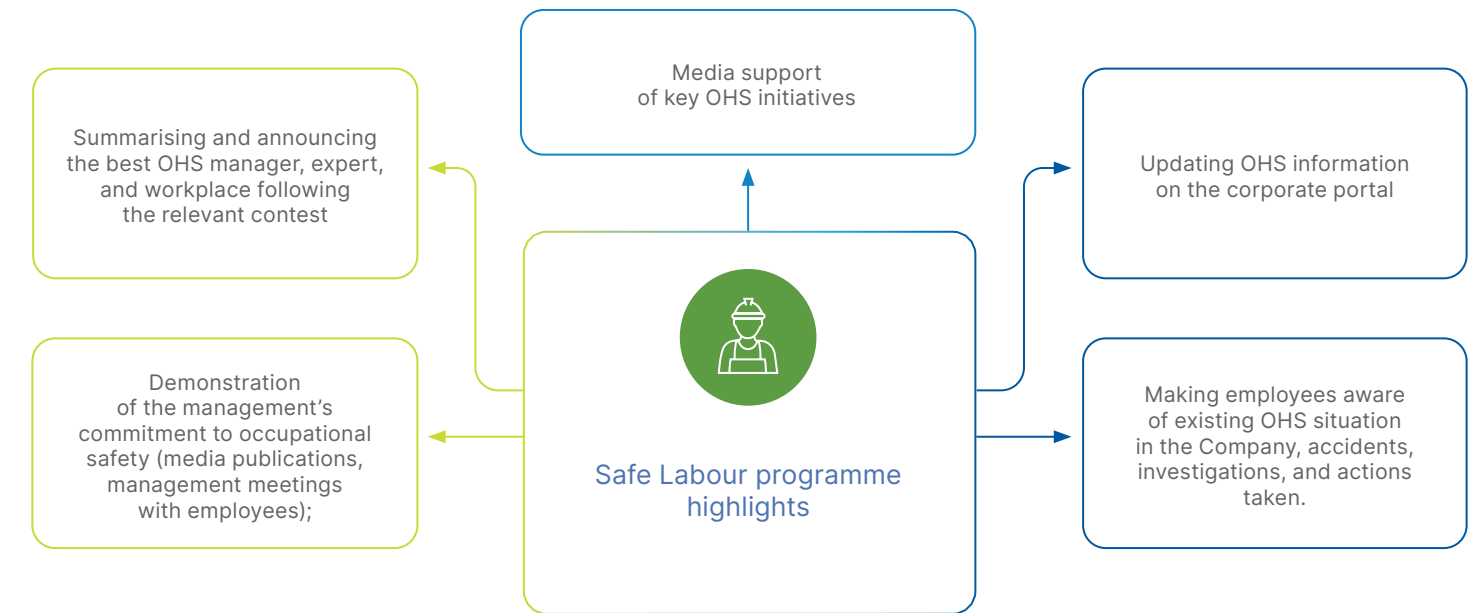 Media support
of key OHS initiatives
Summarising and announcing
the best OHS manager, expert,
and workplace following
the relevant contest
Updating OHS information
on the corporate portal
Demonstration
of the management’s
commitment to occupational
safety (media publications,
management meetings
with employees);
Safe Labour programme
highlights
Making employees aware
of existing OHS situation
in the Company, accidents,
investigations, and actions
taken.